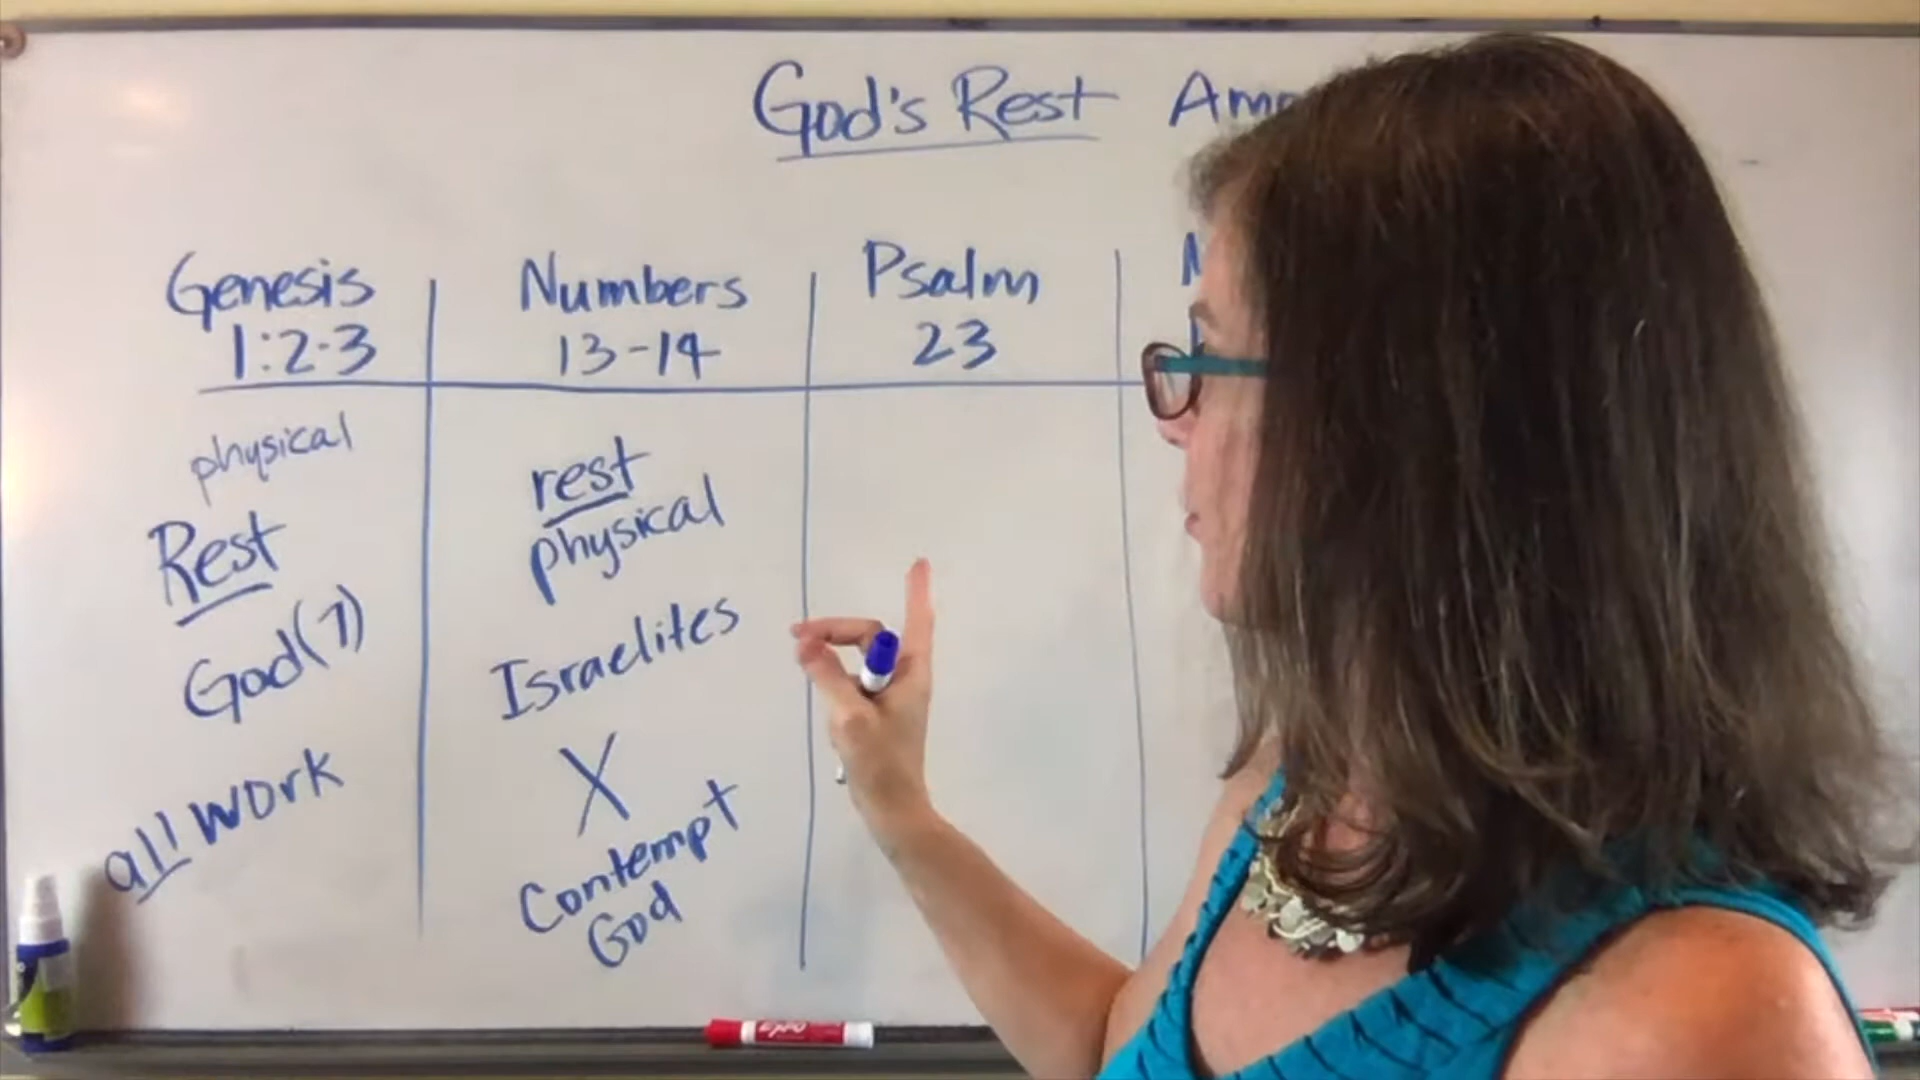 God's Rest
Genesis
1:2-3
Numbers
13-14
Psalm
23
physical
Rest
God(7)
all work
rest
physical
Israelites
X
Contempt
God
Expo